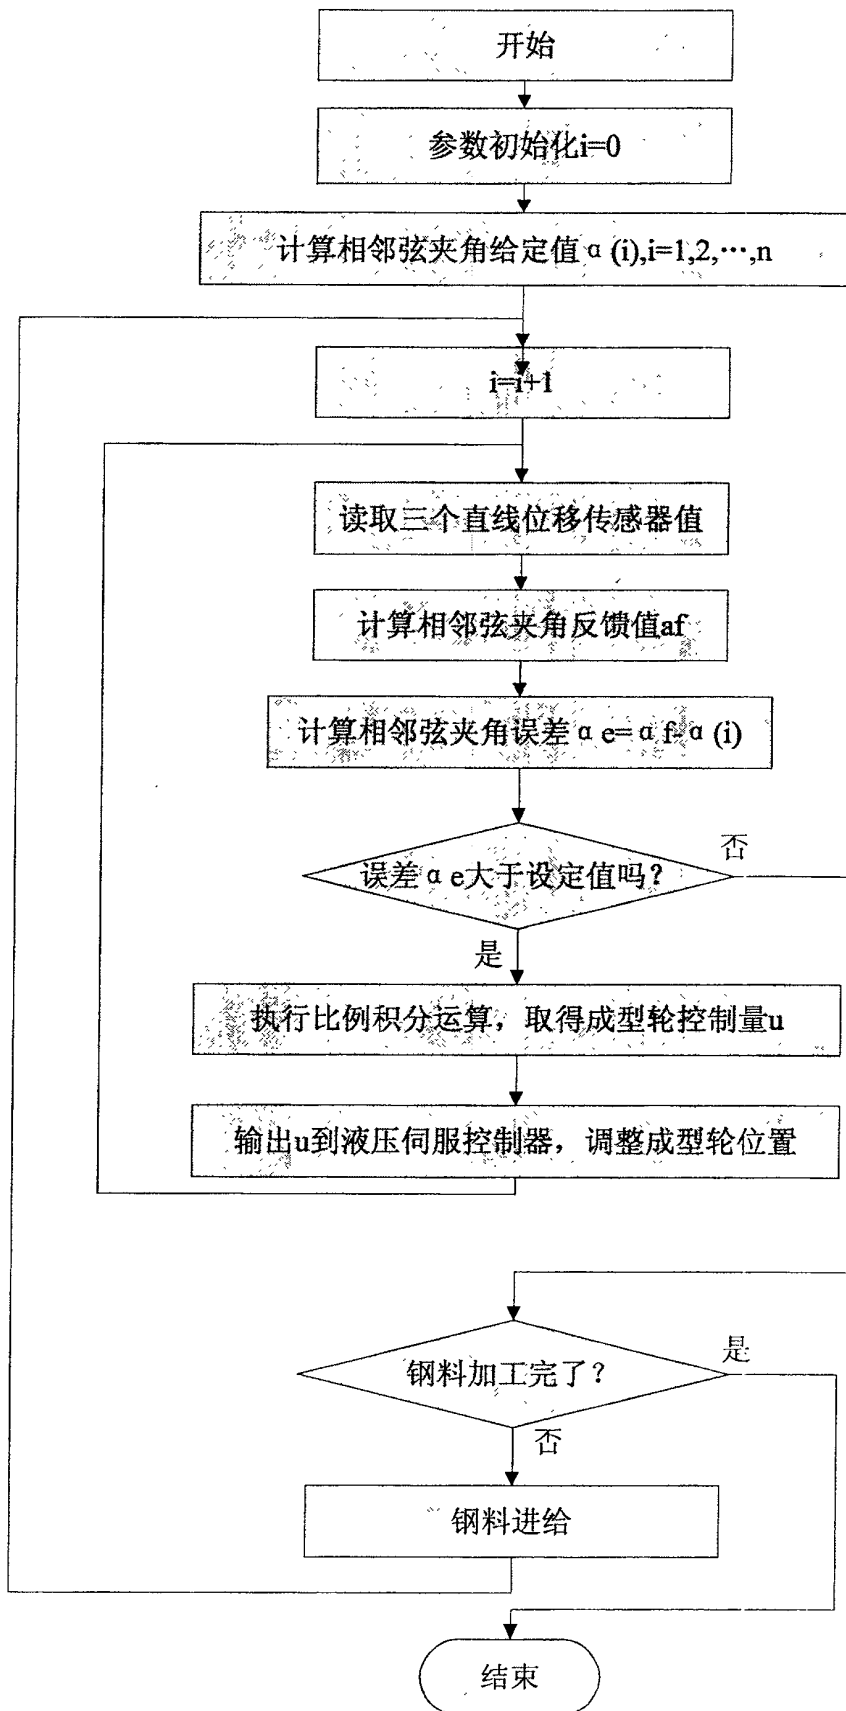 开始
参数初始化i=0
计算相邻弦夹角给定值α(i),i=1,2,…,n
i=i+1
读取三个直线位移传感器值
计算相邻弦夹角反馈值af
计算相邻弦夹角误差αe=αf-α(i)
误差αe大于设定值吗？
否
是
执行比例积分运算，取得成型轮控制量u
输出u到液压伺服控制器，调整成型轮位置
钢料加工完了？
是
否
钢料进给
结束